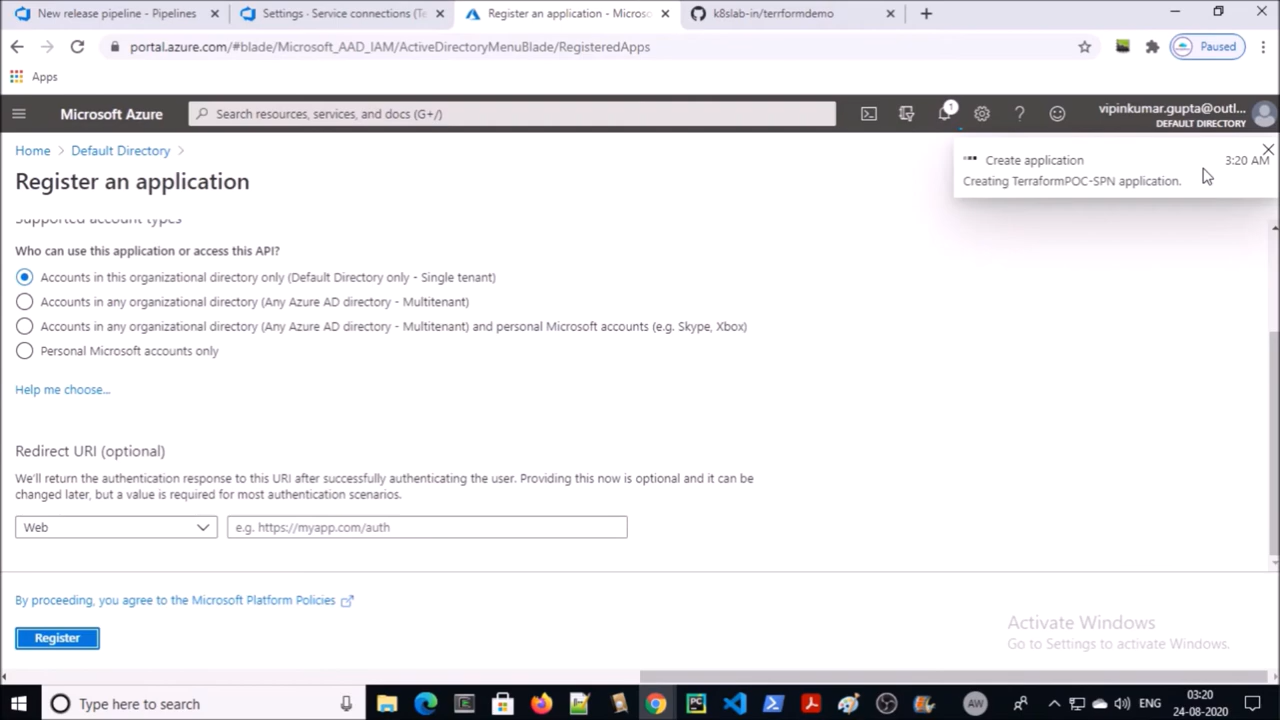 New release pipeline - Pipelines
Settings · Service connections (Te
Register an application - Microso
k8slab-in/terrformdemo
portal.azure.com/#blade/Microsoft_AAD_IAM/ActiveDirectoryMenuBlade/RegisteredApps
Paused
Apps
Microsoft Azure
Search resources, services, and docs (G+/)
1
vipinkumar.gupta@outl...
DEFAULT DIRECTORY
Home > Default Directory >
Register an application
Create application
3:20 AM
Creating TerraformPOC-SPN application.
Supported account types
Who can use this application or access this API?
Accounts in this organizational directory only (Default Directory only - Single tenant)
Accounts in any organizational directory (Any Azure AD directory - Multitenant)
Accounts in any organizational directory (Any Azure AD directory - Multitenant) and personal Microsoft accounts (e.g. Skype, Xbox)
Personal Microsoft accounts only
Help me choose...
Redirect URI (optional)
We'll return the authentication response to this URI after successfully authenticating the user. Providing this now is optional and it can be
changed later, but a value is required for most authentication scenarios.
Web
e.g. https://myapp.com/auth
By proceeding, you agree to the Microsoft Platform Policies
Register
Activate Windows
Go to Settings to activate Windows.
Type here to search
PC
AW
ENG
03:20
24-08-2020